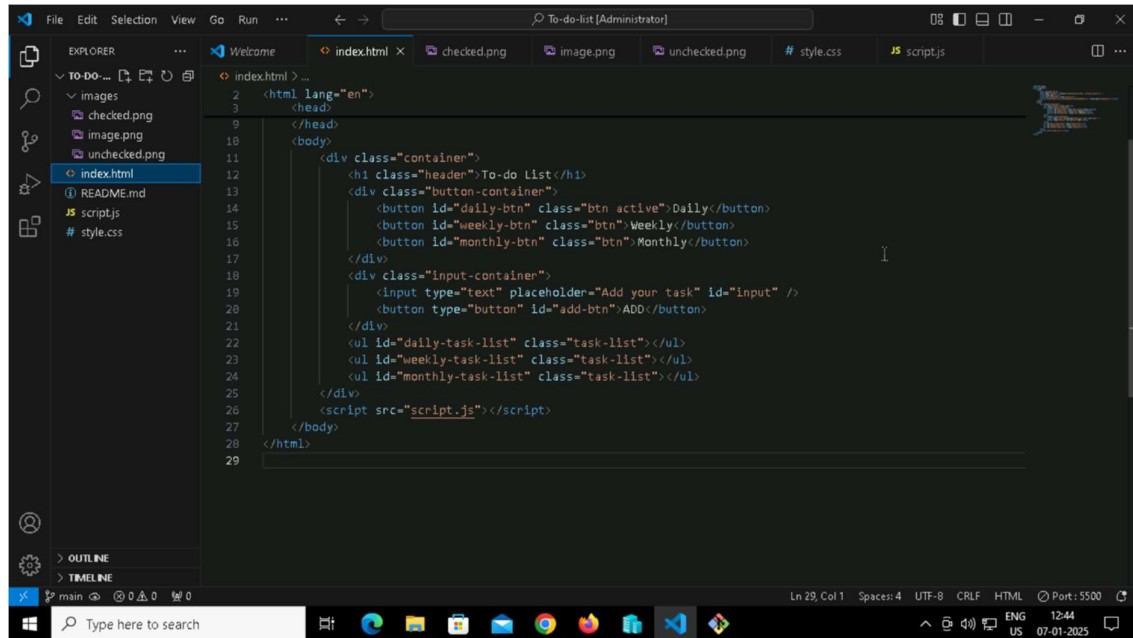 File Edit Selection View Go Run ··· To-do-list [Administrator]
EXPLORER ···
Welcome index.html checked.png image.png unchecked.png # style.css JS script.js
TO-DO-...
images
checked.png
image.png
unchecked.png
index.html
README.md
JS script.js
# style.css
index.html > ...
2 <html lang="en">
3 <head>
9 </head>
10 <body>
11 <div class="container">
12 <h1 class="header">To-do List</h1>
13 <div class="button-container">
14 <button id="daily-btn" class="btn active">Daily</button>
15 <button id="weekly-btn" class="btn">Weekly</button>
16 <button id="monthly-btn" class="btn">Monthly</button>
17 </div>
18 <div class="input-container">
19 <input type="text" placeholder="Add your task" id="input" />
20 <button type="button" id="add-btn">ADD</button>
21 </div>
22 <ul id="daily-task-list" class="task-list"></ul>
23 <ul id="weekly-task-list" class="task-list"></ul>
24 <ul id="monthly-task-list" class="task-list"></ul>
25 </div>
26 <script src="script.js"></script>
27 </body>
28 </html>
29
OUTLINE
TIMELINE
main 0 0 0 Ln 29, Col 1 Spaces: 4 UTF-8 CRLF HTML Port : 5500
Type here to search ENG 12:44
US 07-01-2025